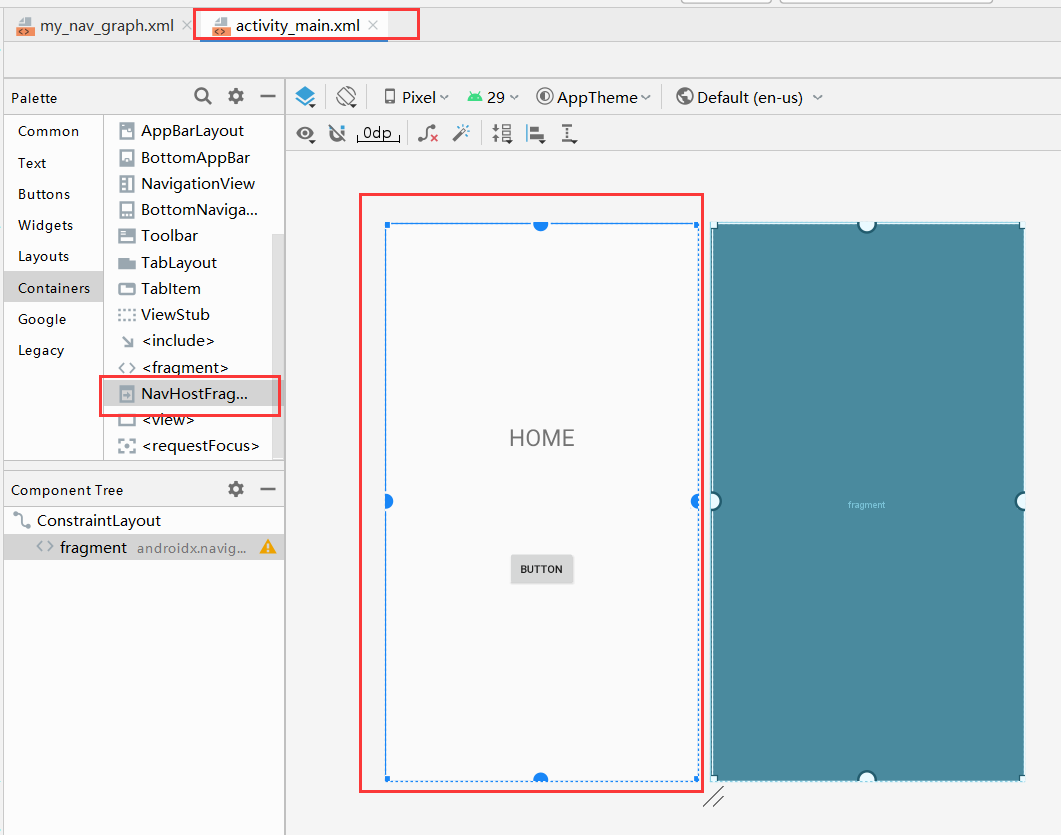 my_nav_graph.xml
activity_main.xml
Palette
Pixel
29
AppTheme
Default (en-us)
0dp
Common
Text
Buttons
Widgets
Layouts
Containers
Google
Legacy
AppBarLayout
BottomAppBar
NavigationView
BottomNaviga...
Toolbar
TabLayout
TabItem
ViewStub
<include>
<fragment>
NavHostFrag...
<view>
<requestFocus>
Component Tree
ConstraintLayout
fragment androidx.navig...
HOME
BUTTON
fragment